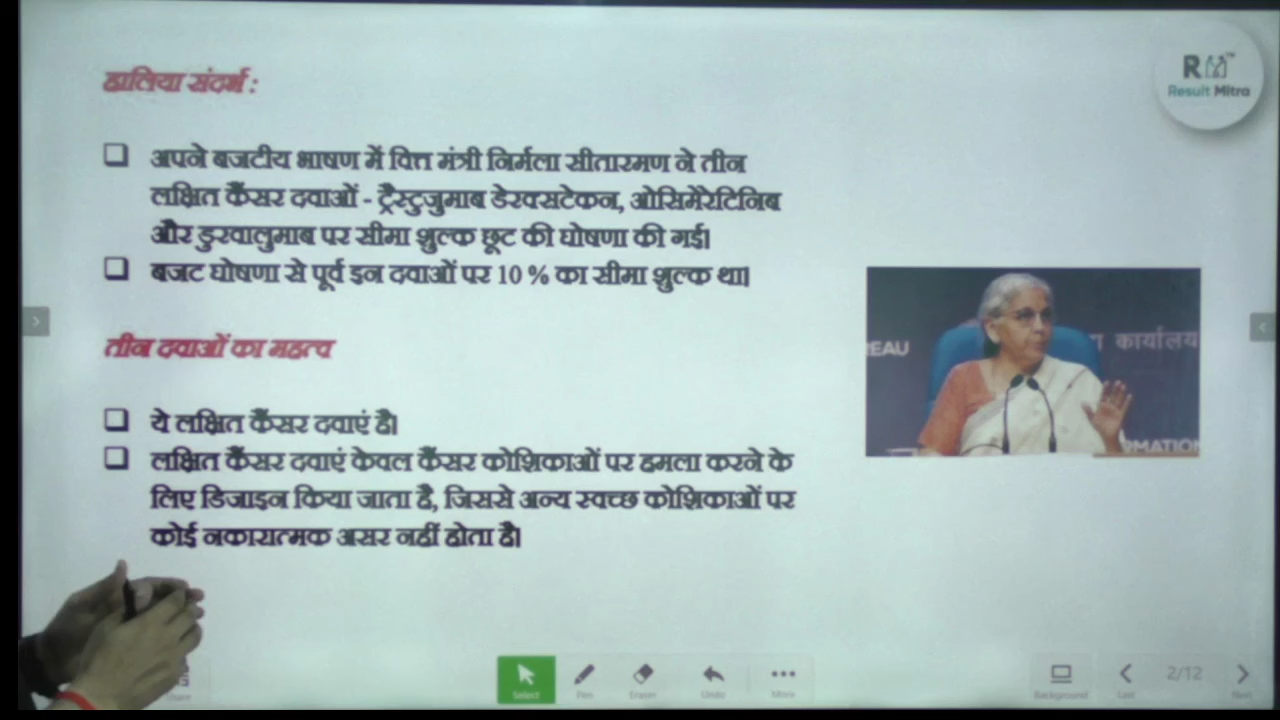 हालिया संदर्भ :
RM™
Result Mitra
❑ अपने बजटीय भाषण में वित्त मंत्री निर्मला सीतारमण ने तीन
लक्षित कैंसर दवाओं - ट्रैस्टुजुमाब डेरक्सटेकन, ओसिमेरेटिनिब
और डुरवालुमाब पर सीमा शुल्क छूट की घोषणा की गई।
❑ बजट घोषणा से पूर्व इन दवाओं पर 10 % का सीमा शुल्क था।
तीन दवाओं का महत्व
❑ ये लक्षित कैंसर दवाएं है।
❑ लक्षित कैंसर दवाएं केवल कैंसर कोशिकाओं पर हमला करने के
लिए डिजाइन किया जाता है, जिससे अन्य स्वच्छ कोशिकाओं पर
कोई नकारात्मक असर नहीं होता है।
EAU
कार्यालय
RMATION
Select
Pen
Eraser
Undo
More
Background
Last
2/12
Next